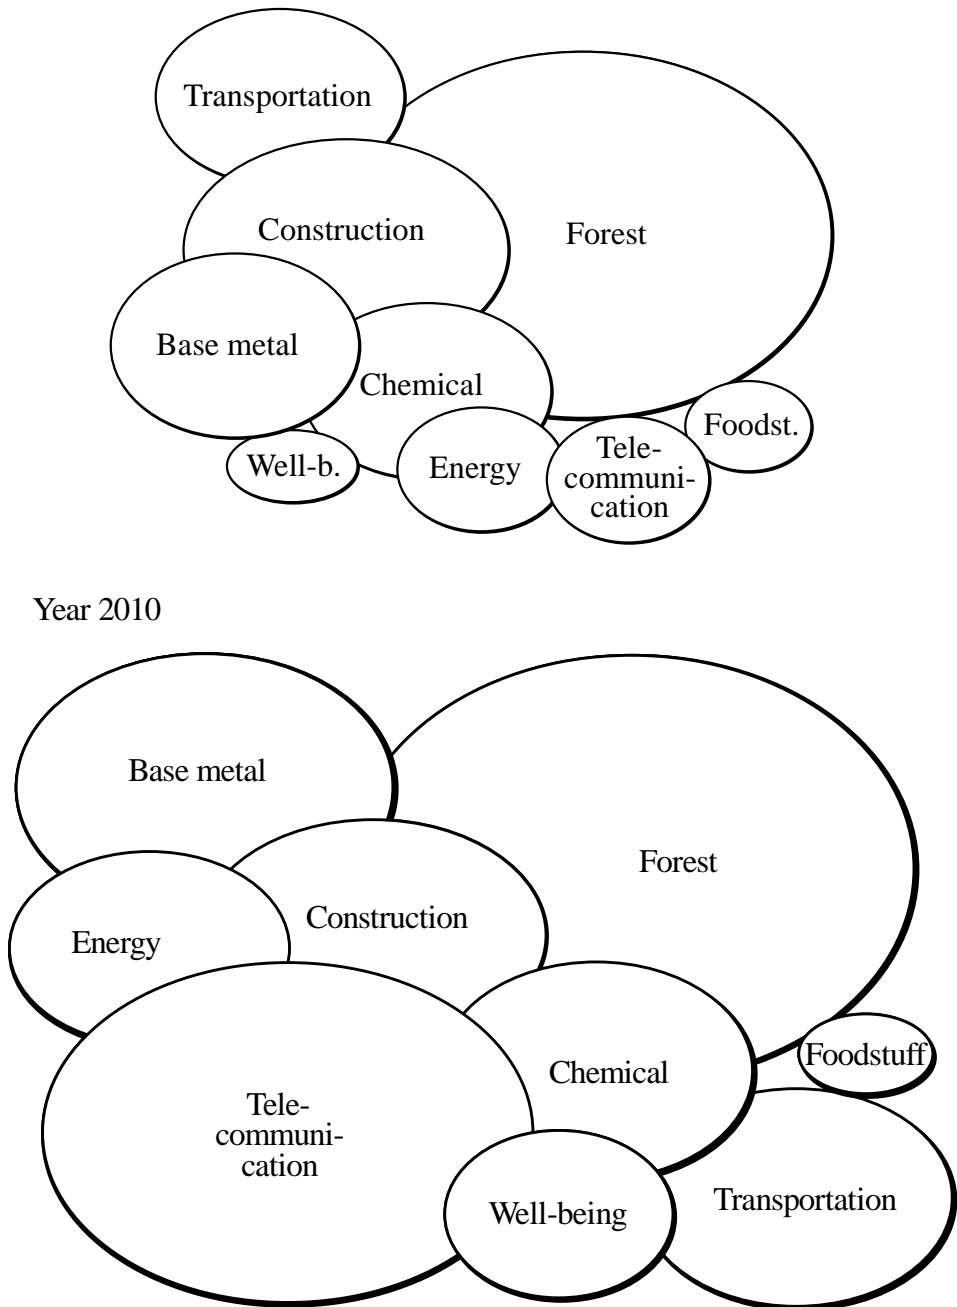 Transportation
Construction
Forest
Base metal
Chemical
Foodst.
Well-b.
Energy
Tele-
communi-
cation
Year 2010
Base metal
Forest
Construction
Energy
Foodstuff
Chemical
Tele-
communi-
cation
Transportation
Well-being